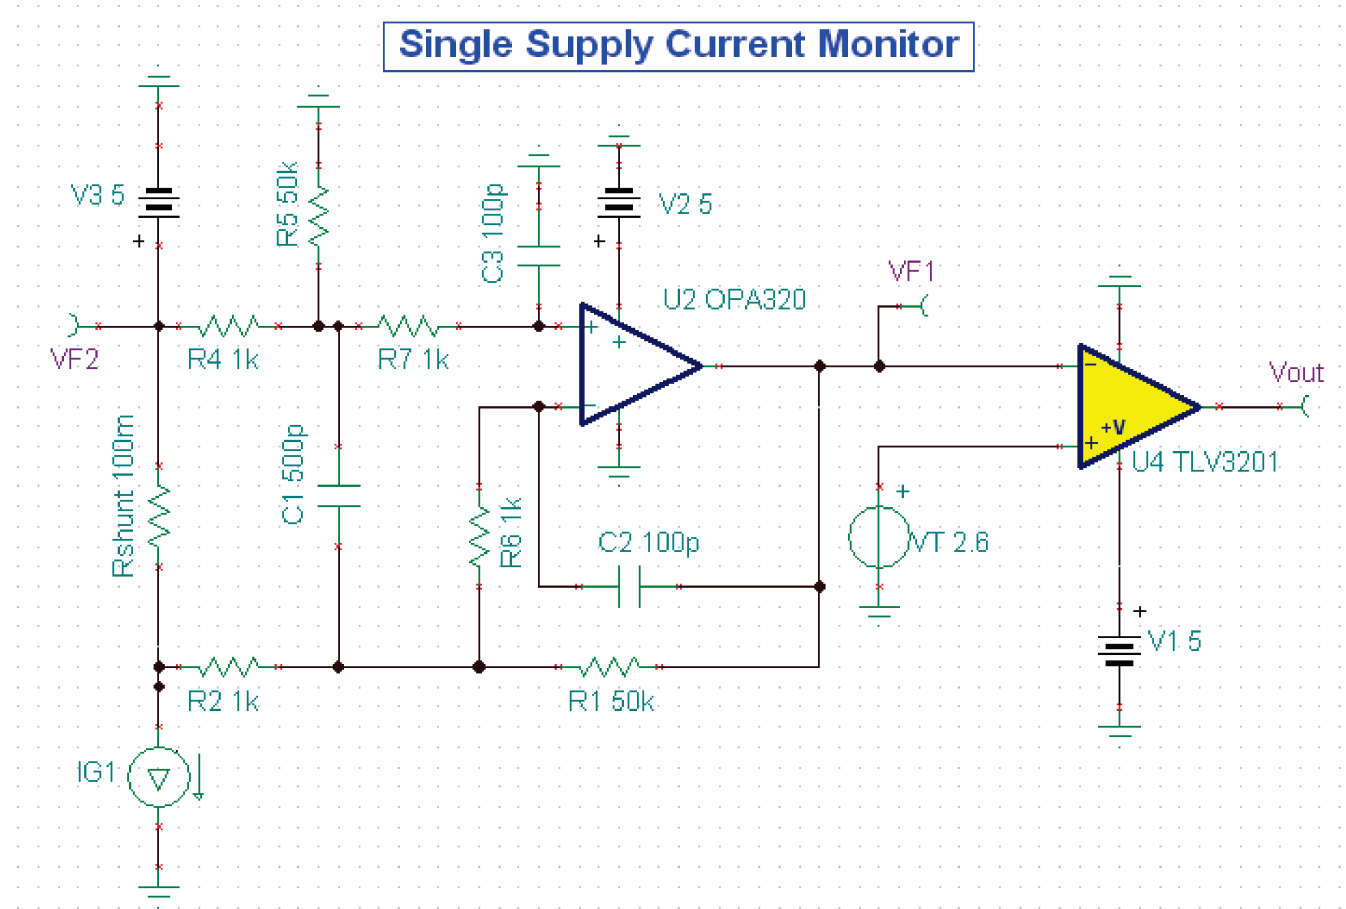 Single Supply Current Monitor
V3 5
+
R5 50k
C3 100p
V2 5
+
VF2
R4 1k
R7 1k
U2 OPA320
+
+
−
VF1
Vout
−
+V
+
U4 TLV3201
Rshunt 100m
C1 500p
R6 1k
C2 100p
+
VT 2.6
+
V1 5
R2 1k
R1 50k
IG1